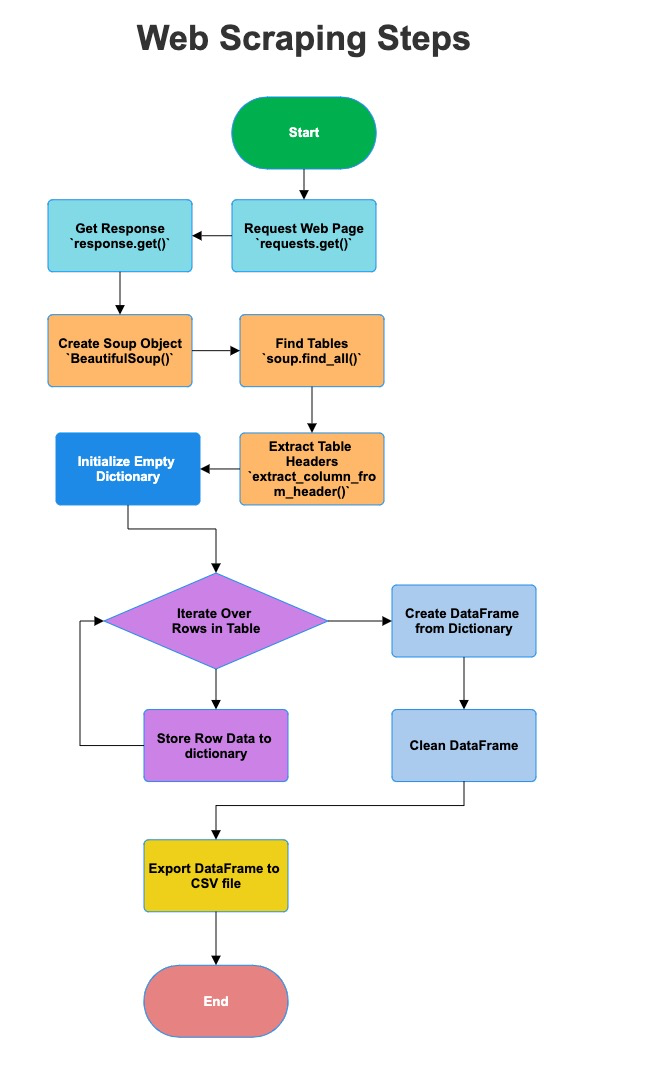 Web Scraping Steps
Start
Request Web Page
`requests.get()`
Get Response
`response.get()`
Create Soup Object
`BeautifulSoup()`
Find Tables
`soup.find_all()`
Extract Table
Headers
`extract_column_fro
m_header()`
Initialize Empty
Dictionary
Iterate Over
Rows in Table
Store Row Data to
dictionary
Create DataFrame
from Dictionary
Clean DataFrame
Export DataFrame to
CSV file
End